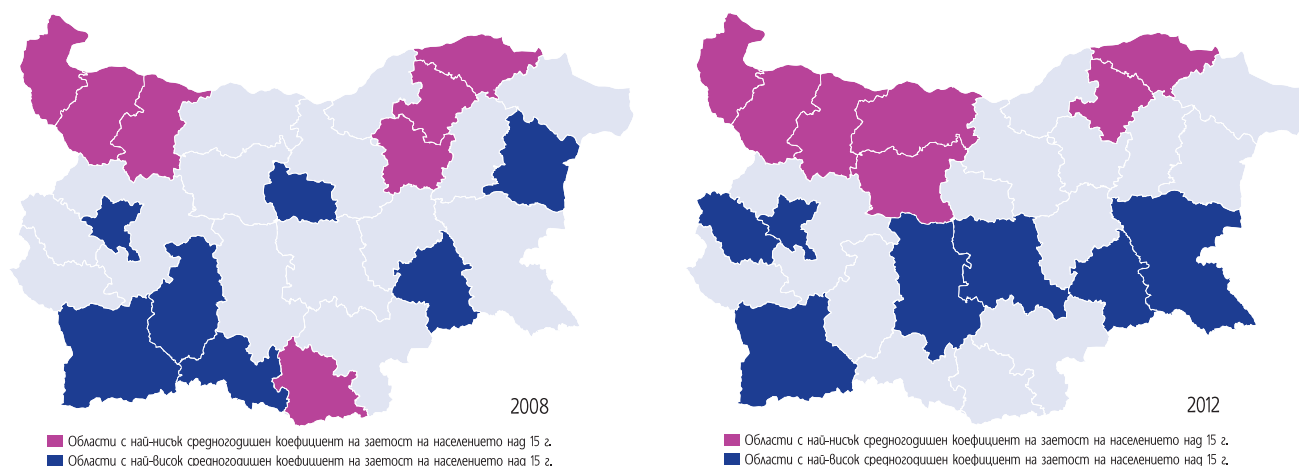 2008
Области с най-нисък средногодишен коефициент на заетост на населението над 15 г.
Области с най-висок средногодишен коефициент на заетост на населението над 15 г.
2012
Области с най-нисък средногодишен коефициент на заетост на населението над 15 г.
Области с най-висок средногодишен коефициент на заетост на населението над 15 г.